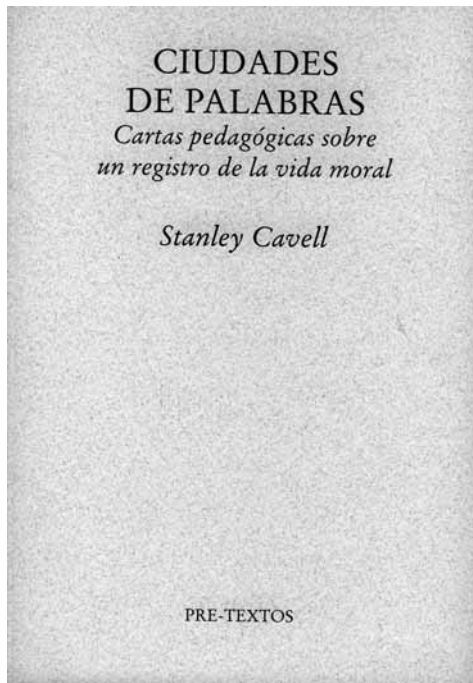 CIUDADES
DE PALABRAS
Cartas pedagógicas sobre
un registro de la vida moral
Stanley Cavell
PRE-TEXTOS